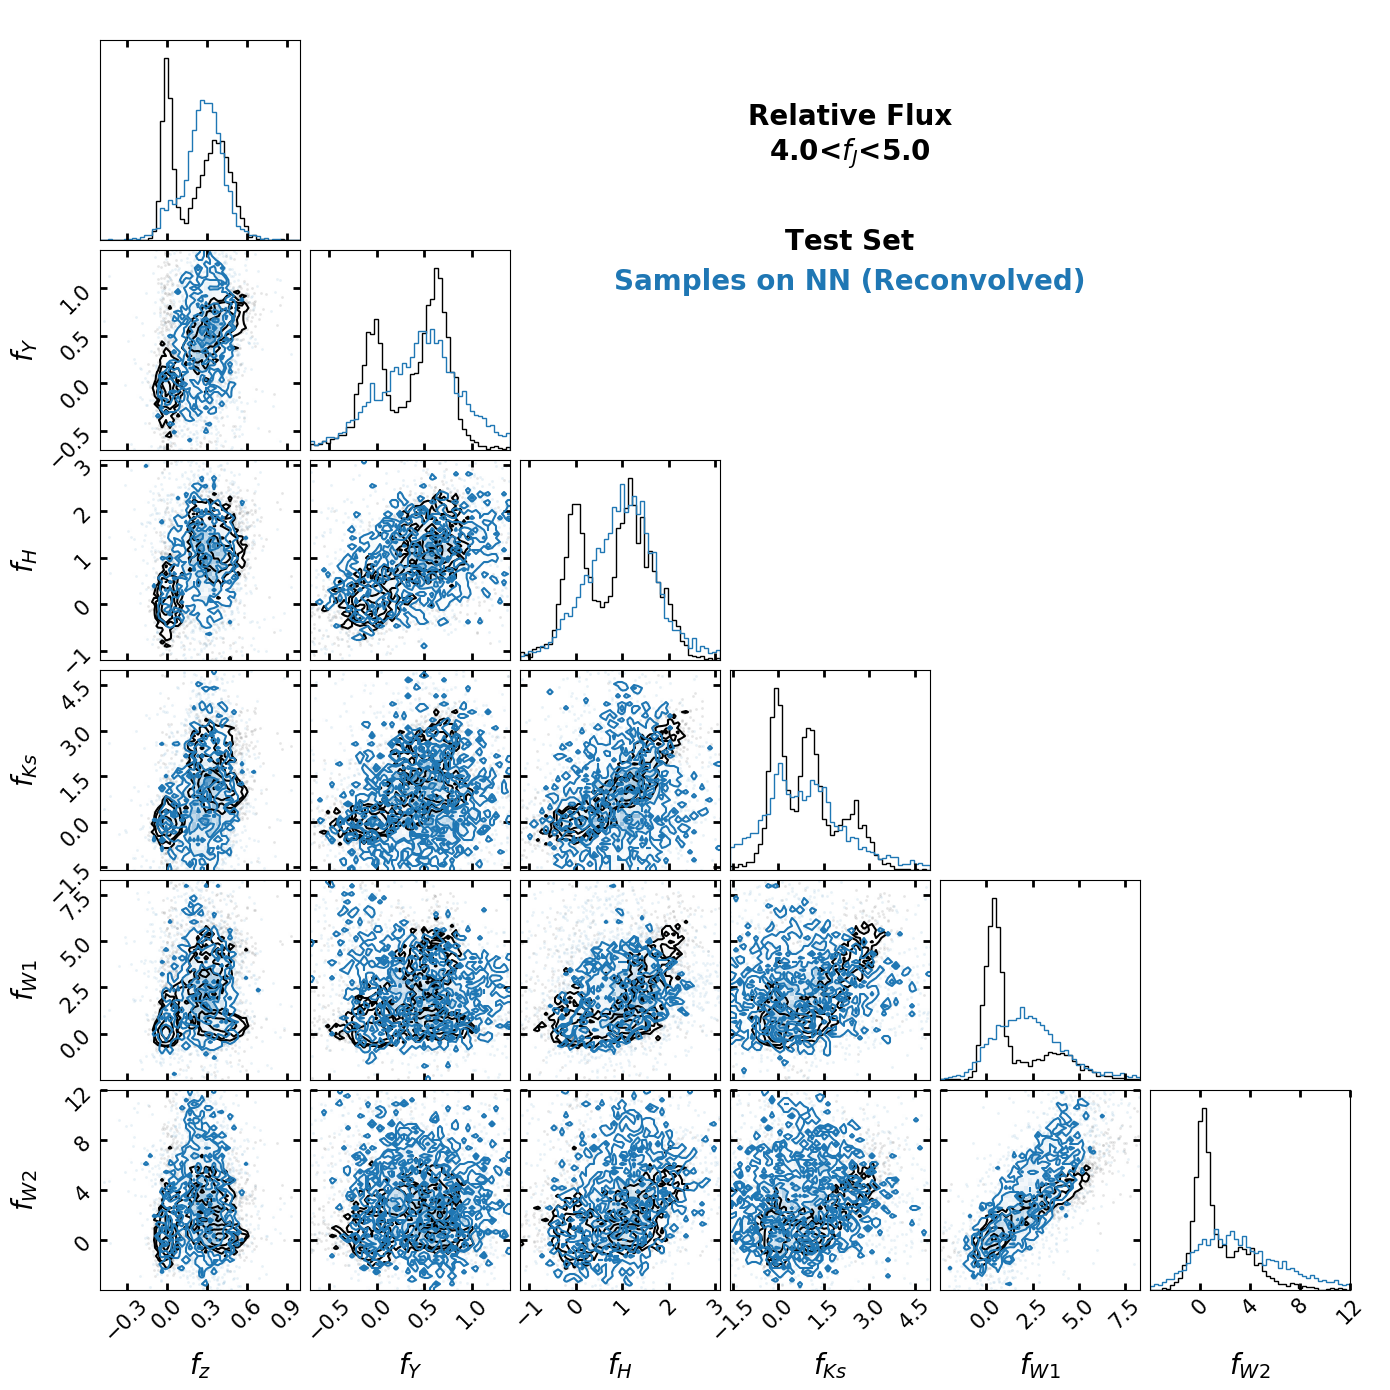 Relative Flux
4.0<f_J<5.0
Test Set
Samples on NN (Reconvolved)
f_Y
1.0
0.5
0.0
−0.5
f_H
3
2
1
0
−1
f_Ks
4.5
3.0
1.5
0.0
−1.5
f_W1
7.5
5.0
2.5
0.0
f_W2
12
8
4
0
−0.3 0.0 0.3 0.6 0.9 −0.5 0.0 0.5 1.0 −1 0 1 2 3 −1.5 0.0 1.5 3.0 4.5 0.0 2.5 5.0 7.5 0 4 8 12
f_z f_Y f_H f_Ks f_W1 f_W2